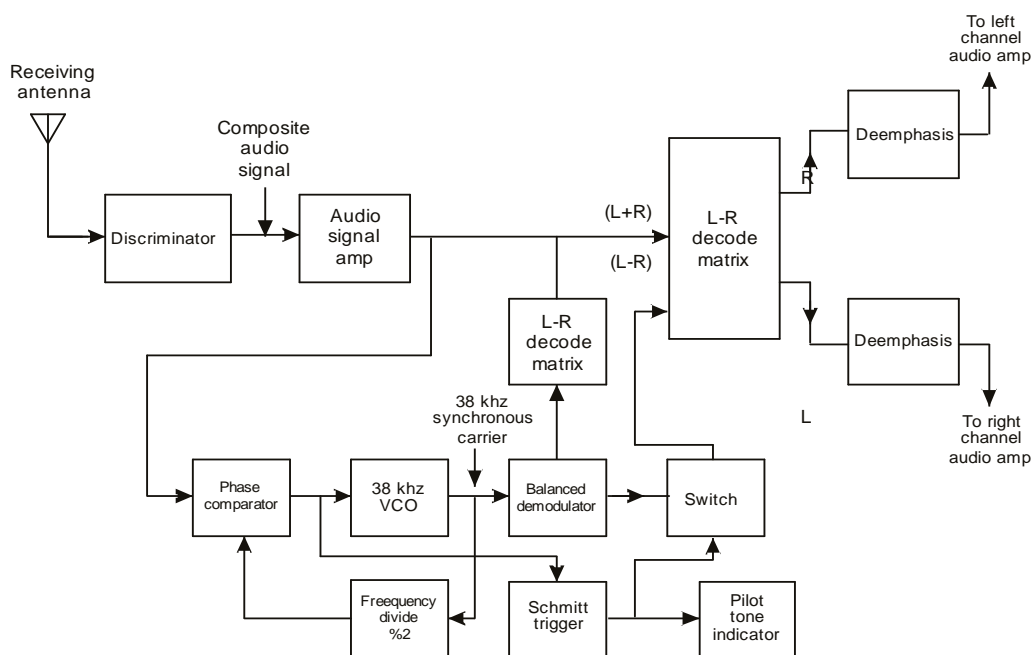 To left
channel
audio amp
Receiving
antenna
Composite
audio
signal
Deemphasis
R
Discriminator
Audio
signal
amp
(L+R)
(L-R)
L-R
decode
matrix
L-R
decode
matrix
Deemphasis
38 khz
synchronous
carrier
L
To right
channel
audio amp
Phase
comparator
38 khz
VCO
Balanced
demodulator
Switch
Freequency
divide
%2
Schmitt
trigger
Pilot
tone
indicator